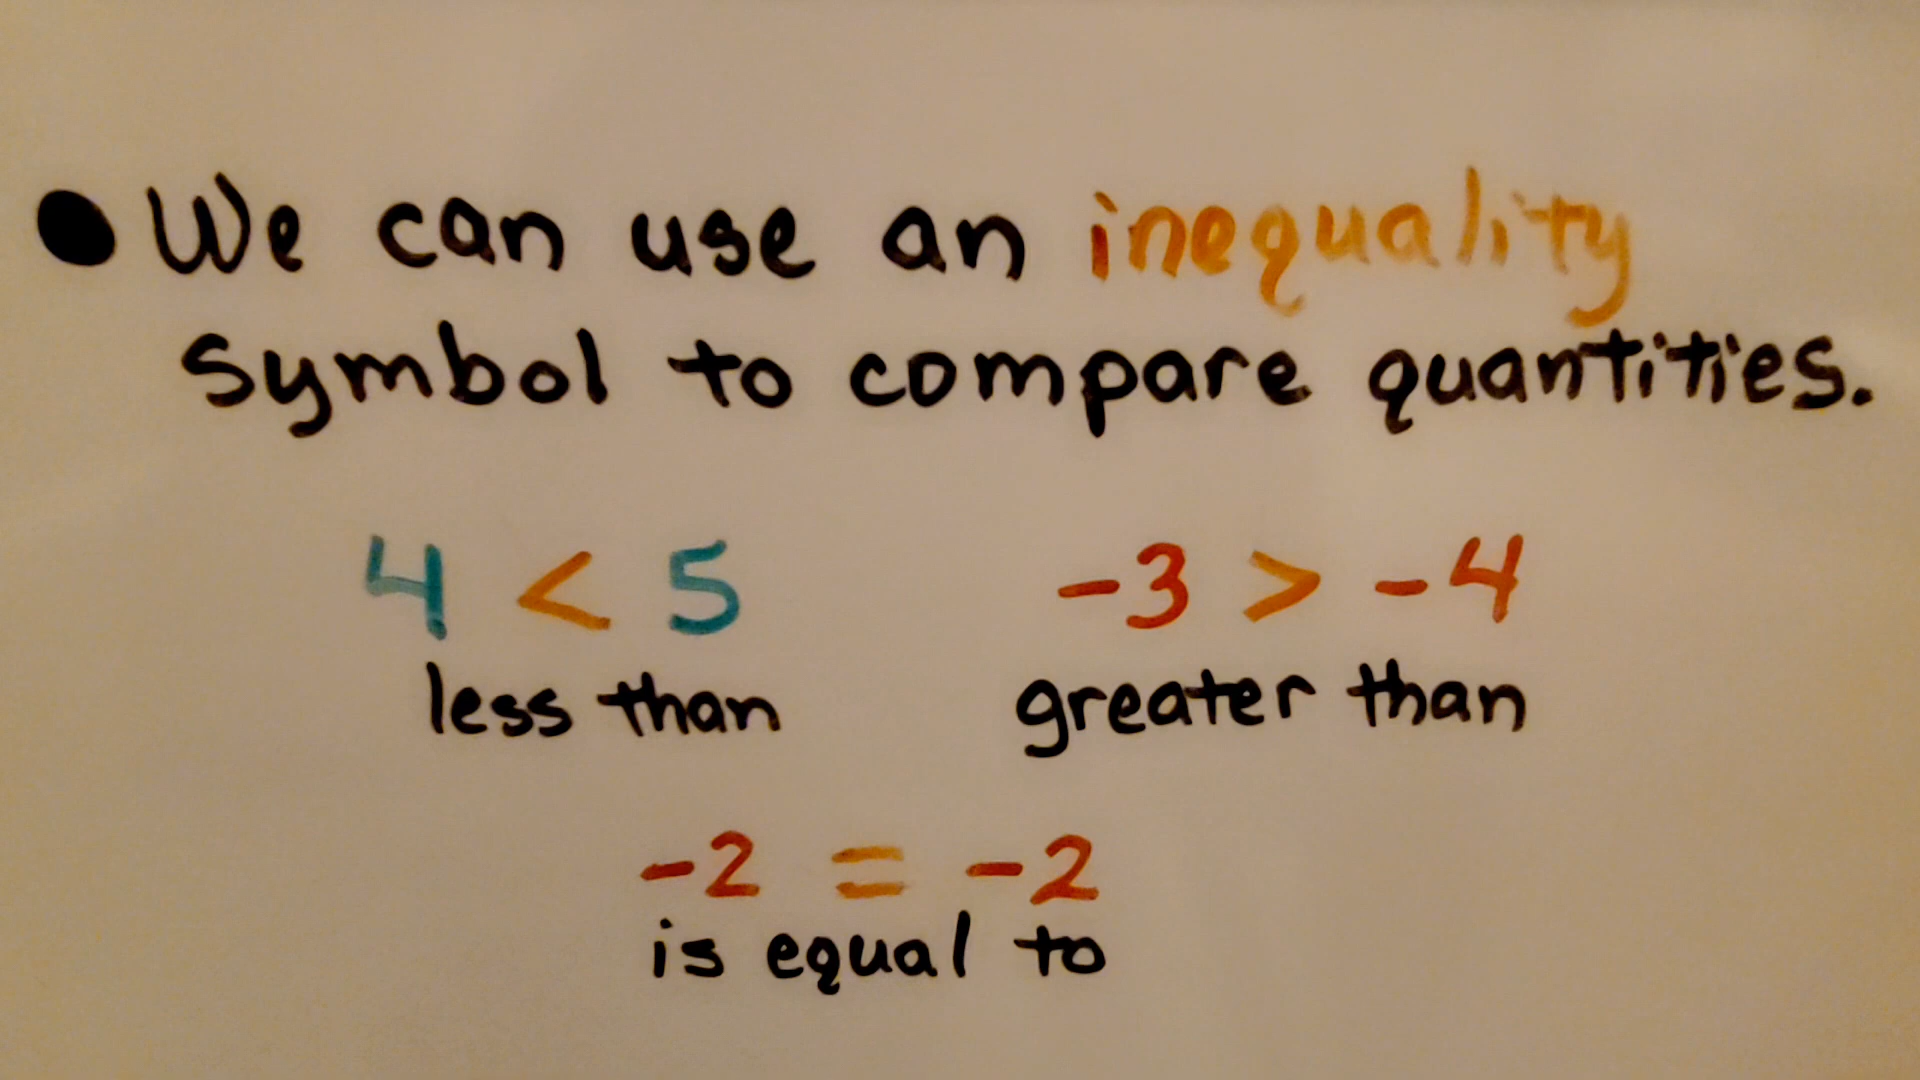 We can use an inequality
symbol to compare quantities.
4 < 5 -3 > -4
less than greater than
-2 = -2
is equal to